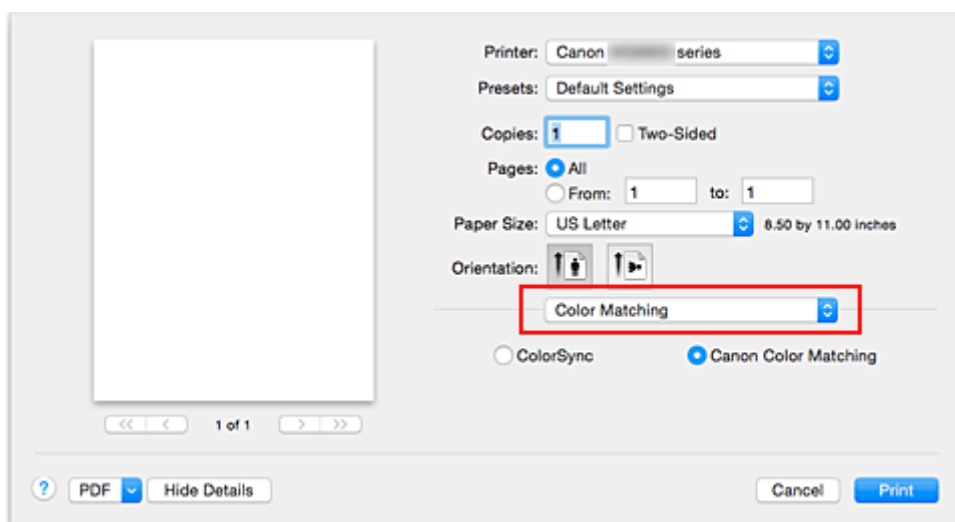 Printer: Canon series
Presets: Default Settings
Copies: 1 Two-Sided
Pages: All
From: 1 to: 1
Paper Size: US Letter 8.50 by 11.00 inches
Orientation:
Color Matching
ColorSync Canon Color Matching
<< < 1 of 1 > >>
? PDF Hide Details Cancel Print